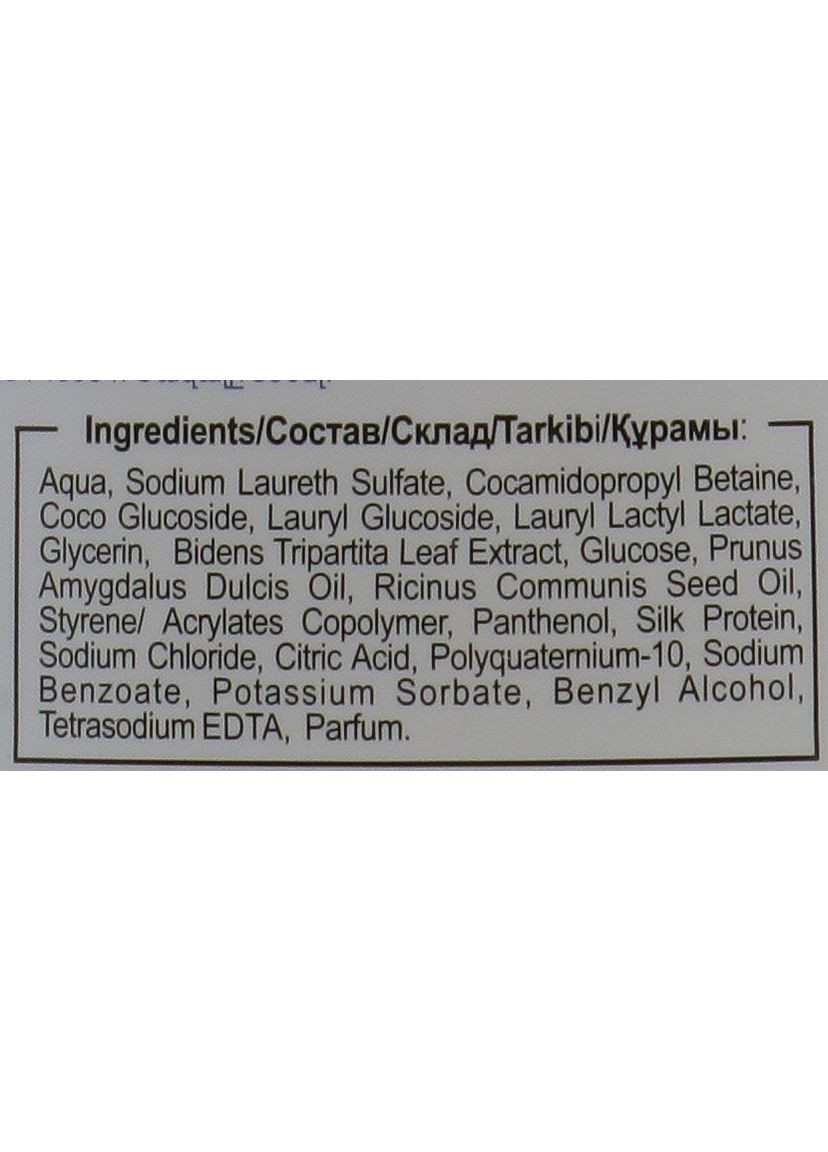 Ingredients/Состав/Склад/Tarkibi/Құрамы:
Aqua, Sodium Laureth Sulfate, Cocamidopropyl Betaine,
Coco Glucoside, Lauryl Glucoside, Lauryl Lactyl Lactate,
Glycerin, Bidens Tripartita Leaf Extract, Glucose, Prunus
Amygdalus Dulcis Oil, Ricinus Communis Seed Oil,
Styrene/ Acrylates Copolymer, Panthenol, Silk Protein,
Sodium Chloride, Citric Acid, Polyquaternium-10, Sodium
Benzoate, Potassium Sorbate, Benzyl Alcohol,
Tetrasodium EDTA, Parfum.